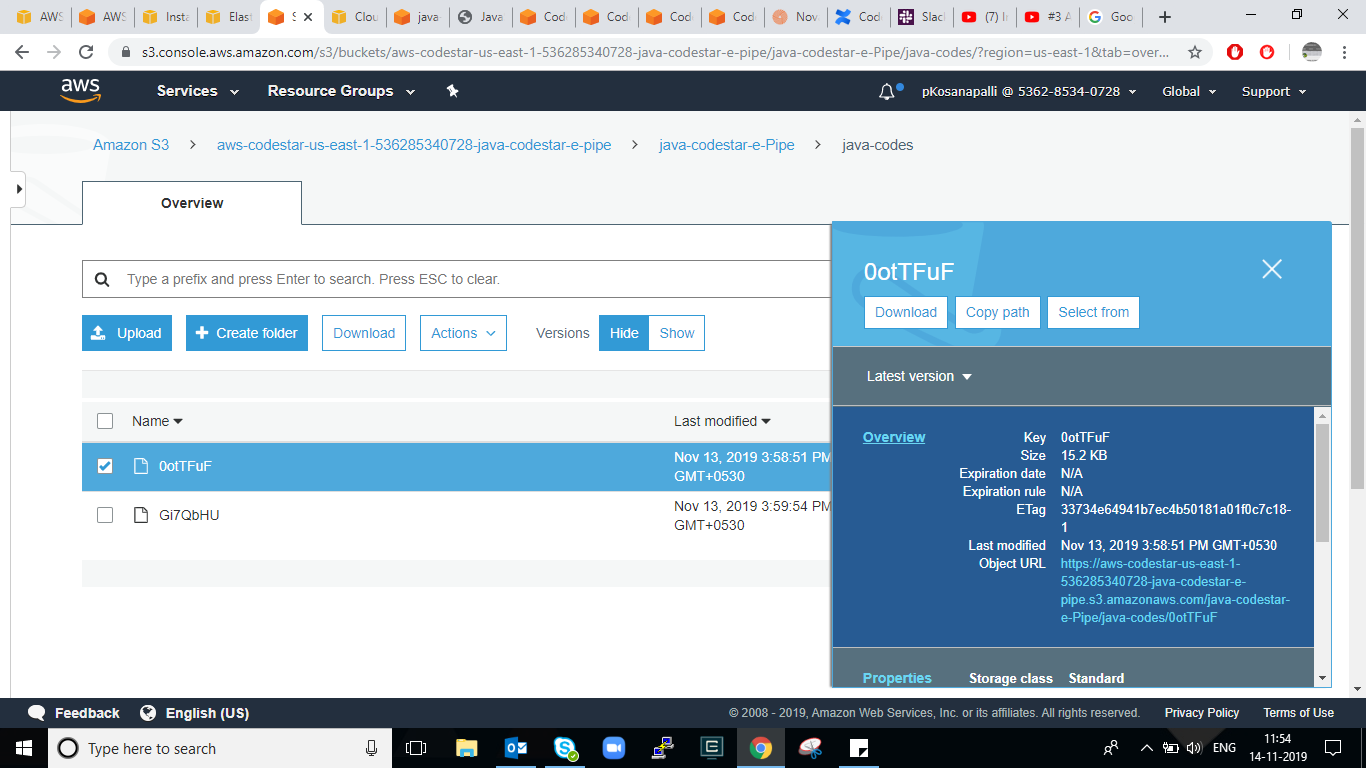 AWS
AWS
Insta
Elast
S
Clou
java-
Java
Cod
Cod
Cod
Cod
Nov
Cod
Slac
(7) I
#3 A
Goo
s3.console.aws.amazon.com/s3/buckets/aws-codestar-us-east-1-536285340728-java-codestar-e-pipe/java-codestar-e-Pipe/java-codes/?region=us-east-1&tab=over...
aws Services Resource Groups pKosanapalli @ 5362-8534-0728 Global Support
Amazon S3 > aws-codestar-us-east-1-536285340728-java-codestar-e-pipe > java-codestar-e-Pipe > java-codes
Overview
Type a prefix and press Enter to search. Press ESC to clear.
Upload Create folder Download Actions Versions Hide Show
Name Last modified
0otTFuF Nov 13, 2019 3:58:51 PM
GMT+0530
Gi7QbHU Nov 13, 2019 3:59:54 PM
GMT+0530
0otTFuF
Download Copy path Select from
Latest version
Overview Key 0otTFuF
Size 15.2 KB
Expiration date N/A
Expiration rule N/A
ETag 33734e64941b7ec4b50181a01f0c7c18-
1
Last modified Nov 13, 2019 3:58:51 PM GMT+0530
Object URL https://aws-codestar-us-east-1-
536285340728-java-codestar-e-
pipe.s3.amazonaws.com/java-codestar-
e-Pipe/java-codes/0otTFuF
Properties Storage class Standard
Feedback English (US) © 2008 - 2019, Amazon Web Services, Inc. or its affiliates. All rights reserved. Privacy Policy Terms of Use
Type here to search ENG 11:54
14-11-2019